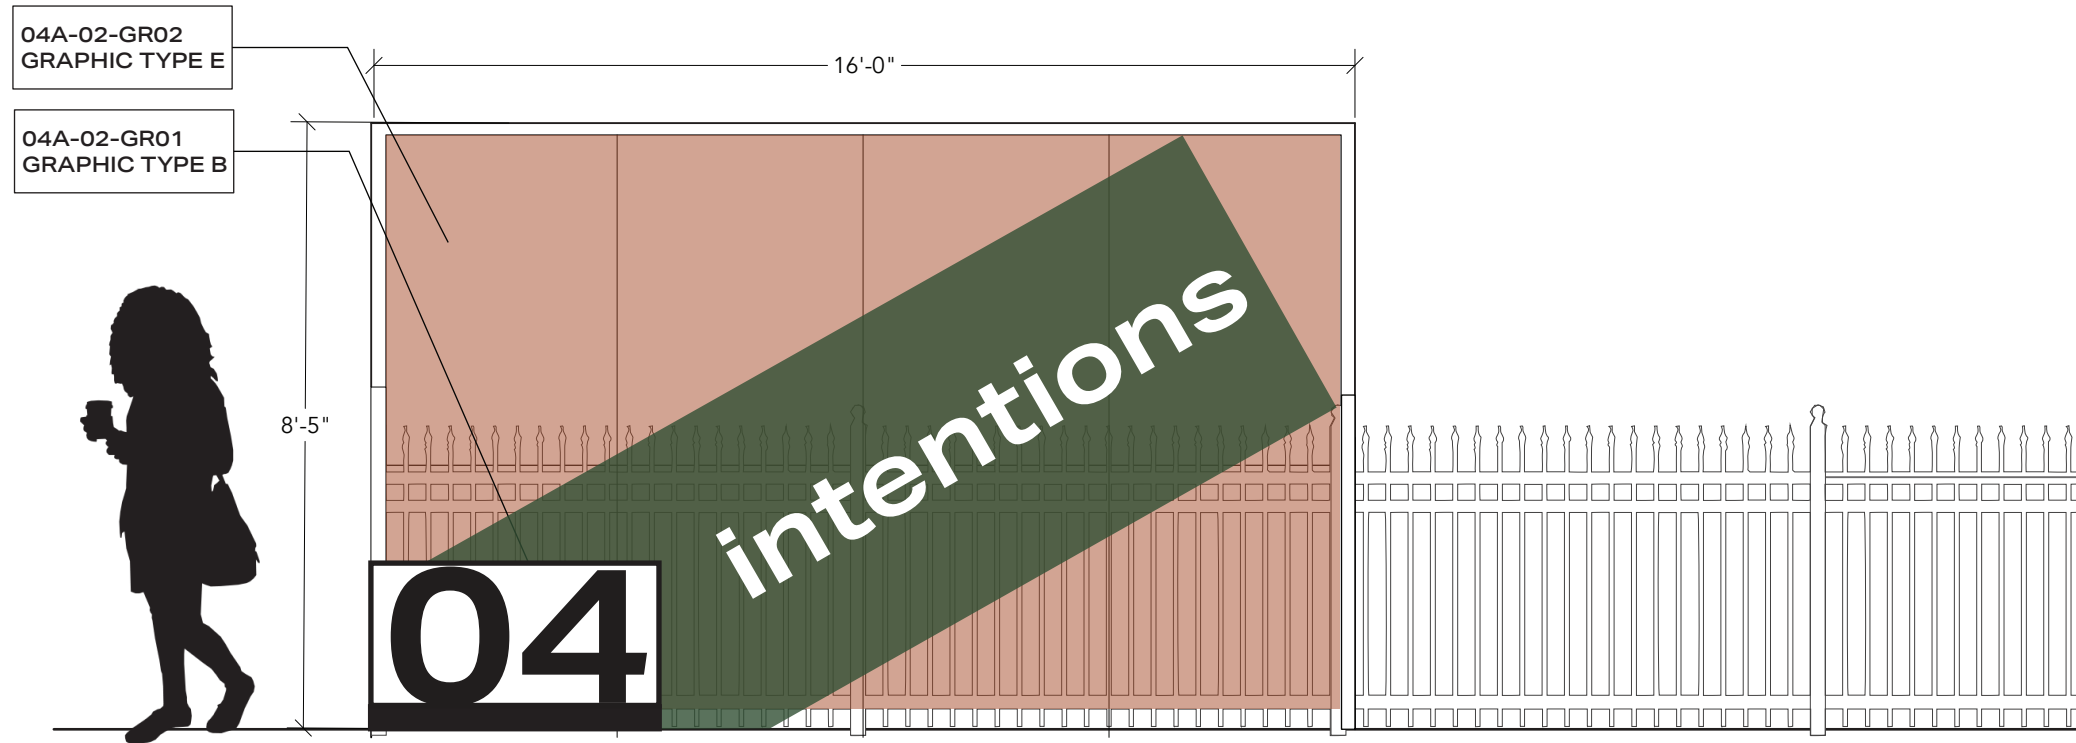 04A-02-GR02
GRAPHIC TYPE E
16'-0"
04A-02-GR01
GRAPHIC TYPE B
8'-5"
intentions
04